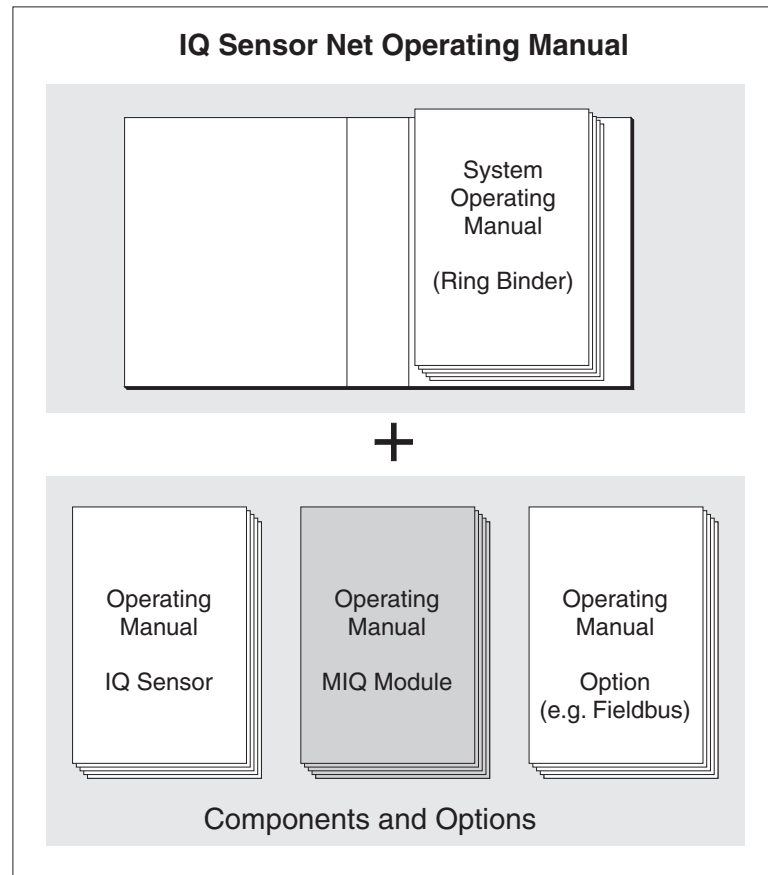 IQ Sensor Net Operating Manual
System
Operating
Manual
(Ring Binder)
+
Operating
Manual
IQ Sensor
Operating
Manual
MIQ Module
Operating
Manual
Option
(e.g. Fieldbus)
Components and Options